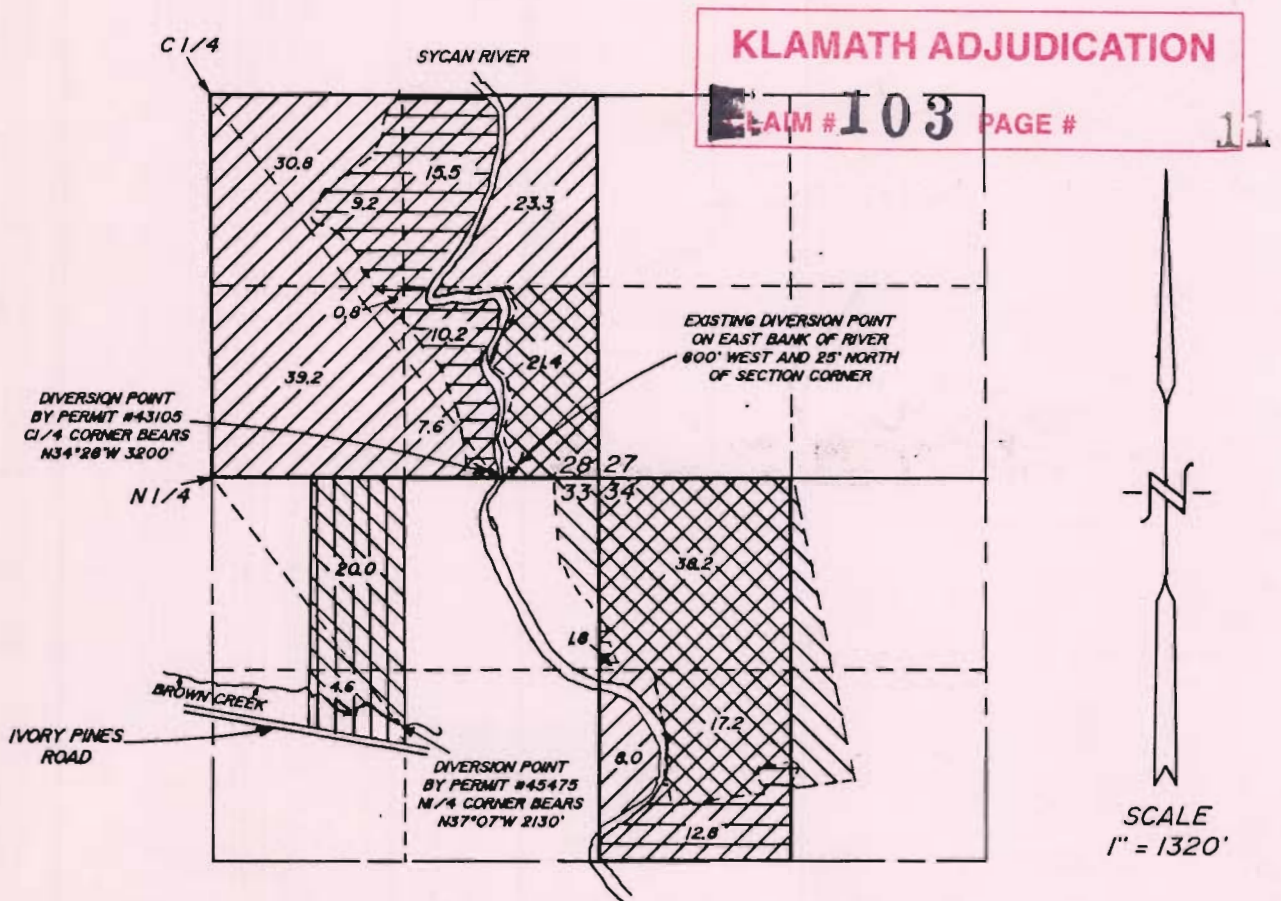 KLAMATH ADJUDICATION
CLAIM # 103 PAGE # 11
C 1/4
SYCAN RIVER
30.8
15.5
9.2
23.3
0.8
10.2
21.4
EXISTING DIVERSION POINT
ON EAST BANK OF RIVER
800' WEST AND 25' NORTH
OF SECTION CORNER
39.2
7.6
DIVERSION POINT
BY PERMIT #43105
C1/4 CORNER BEARS
N34°28'W 3200'
28 27
33 34
N 1/4
N
20.0
38.2
1.8
BROWN CREEK
4.6
17.2
IVORY PINES
ROAD
8.0
DIVERSION POINT
BY PERMIT #45475
N1/4 CORNER BEARS
N37°07'W 2130'
12.8
SCALE
1" = 1320'